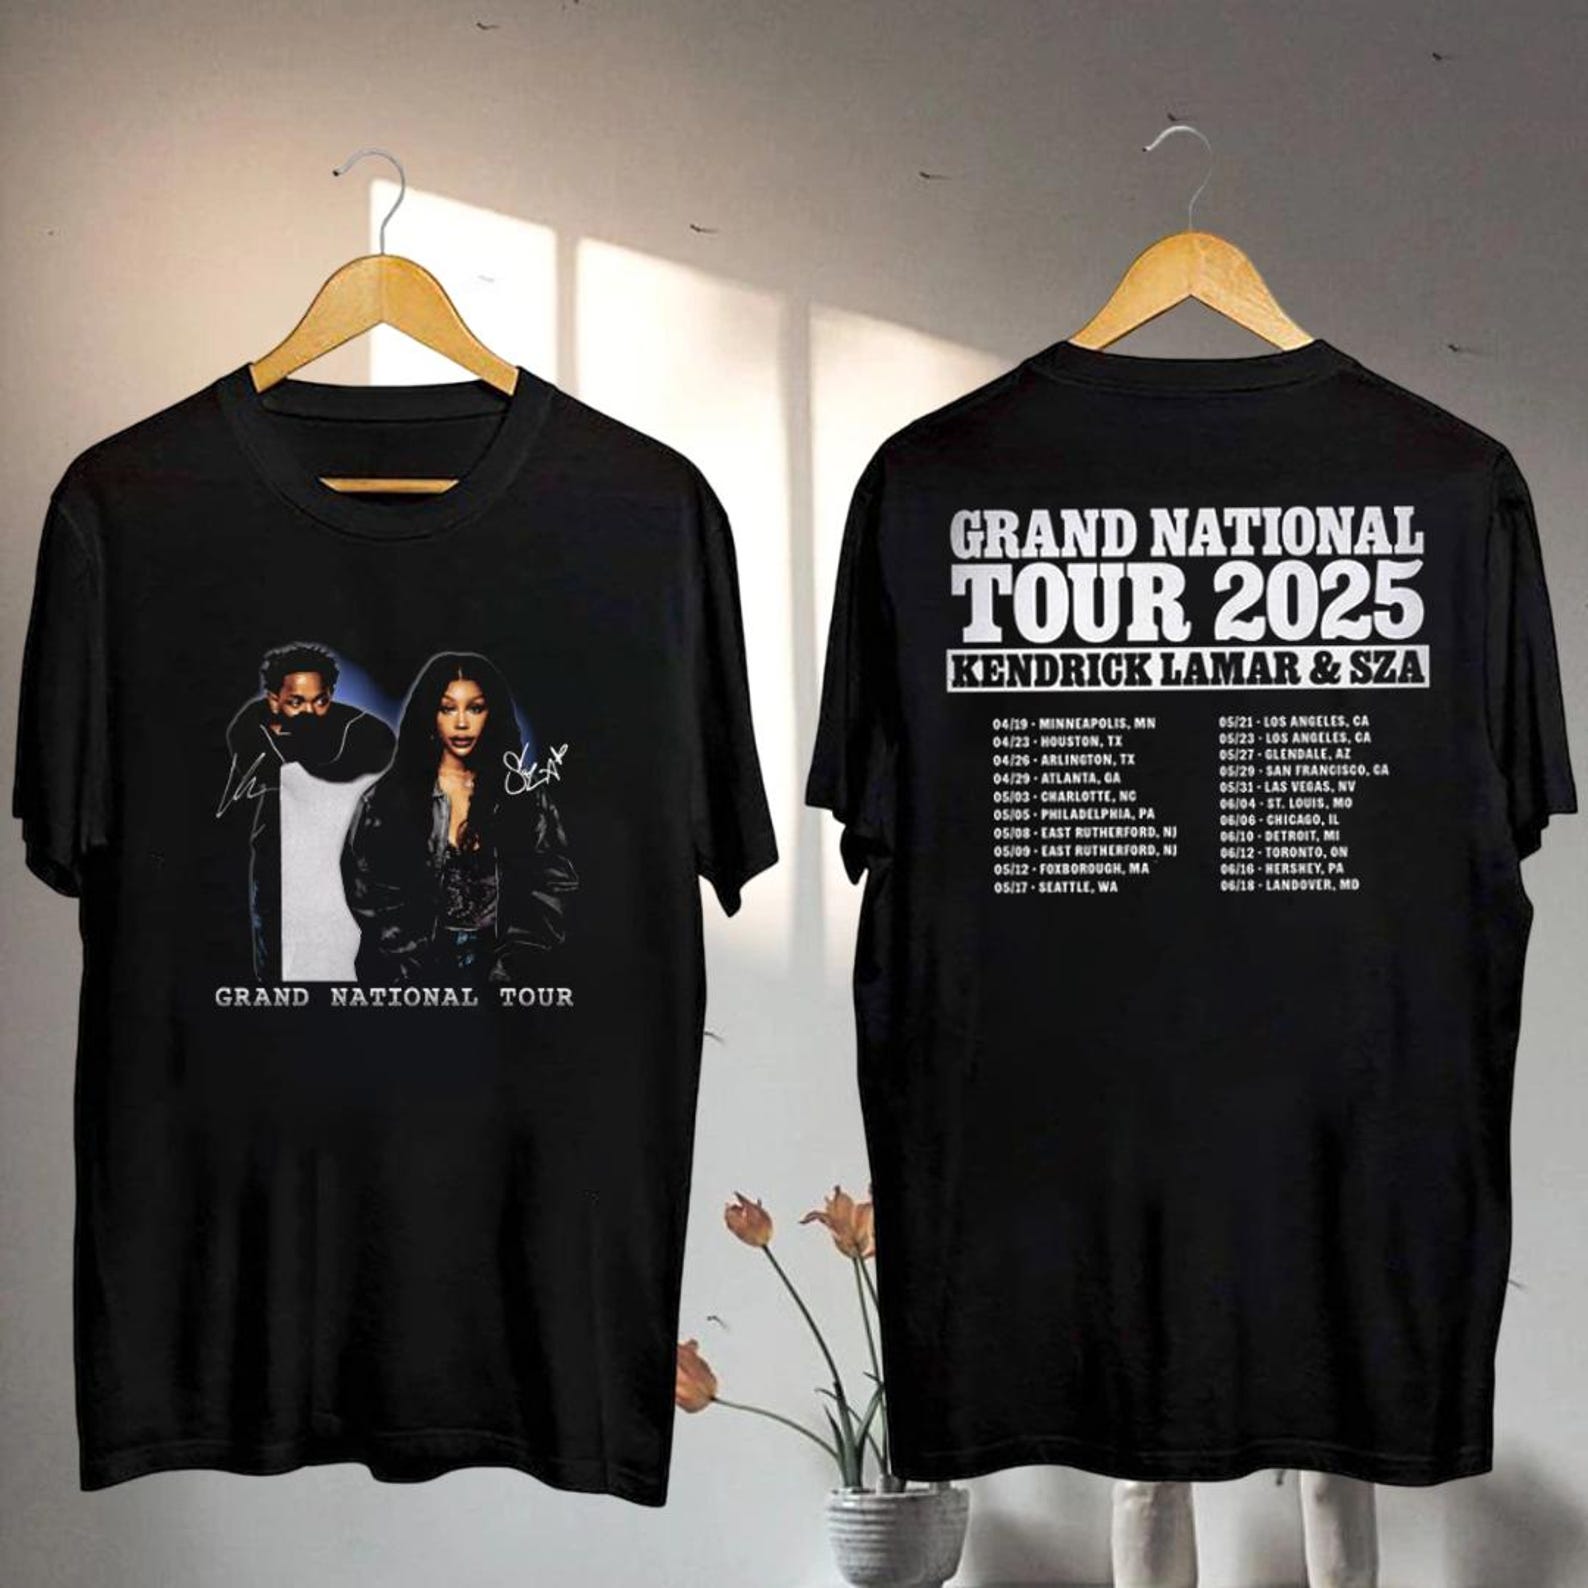 GRAND NATIONAL TOUR
GRAND NATIONAL
TOUR 2025
KENDRICK LAMAR & SZA
04/19 · MINNEAPOLIS, MN
04/23 · HOUSTON, TX
04/26 · ARLINGTON, TX
04/29 · ATLANTA, GA
05/03 · CHARLOTTE, NC
05/05 · PHILADELPHIA, PA
05/08 · EAST RUTHERFORD, NJ
05/09 · EAST RUTHERFORD, NJ
05/12 · FOXBOROUGH, MA
05/17 · SEATTLE, WA
05/21 · LOS ANGELES, CA
05/23 · LOS ANGELES, CA
05/27 · GLENDALE, AZ
05/29 · SAN FRANCISCO, CA
05/31 · LAS VEGAS, NV
06/04 · ST. LOUIS, MO
06/06 · CHICAGO, IL
06/10 · DETROIT, MI
06/12 · TORONTO, ON
06/16 · HERSHEY, PA
06/18 · LANDOVER, MD